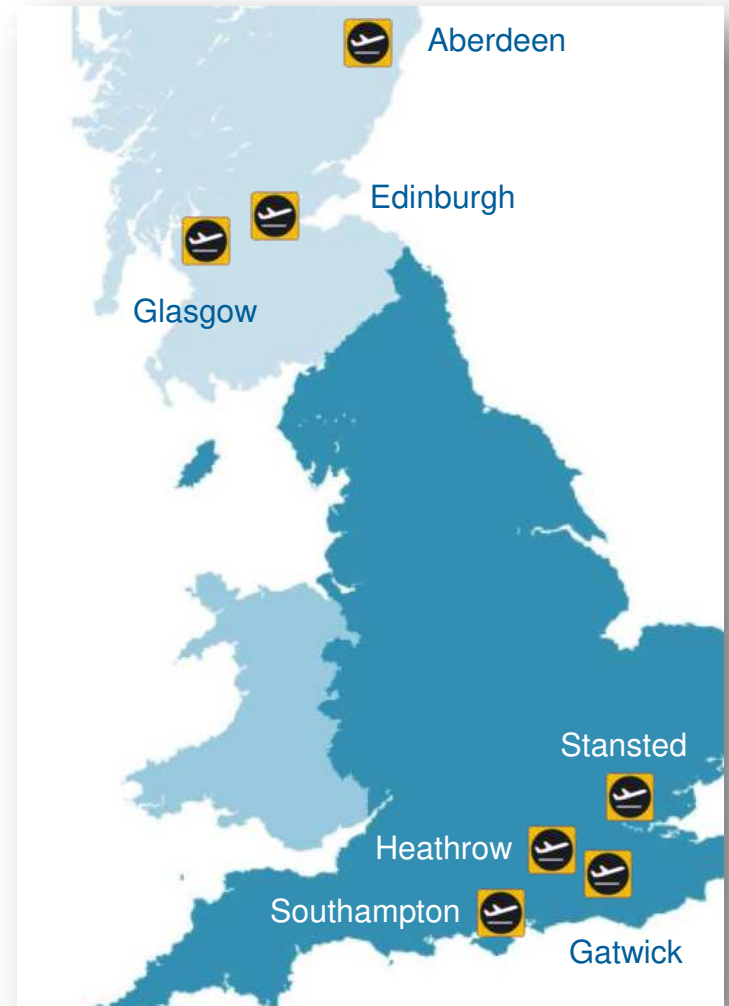 Aberdeen
Edinburgh
Glasgow
Stansted
Heathrow
Southampton
Gatwick